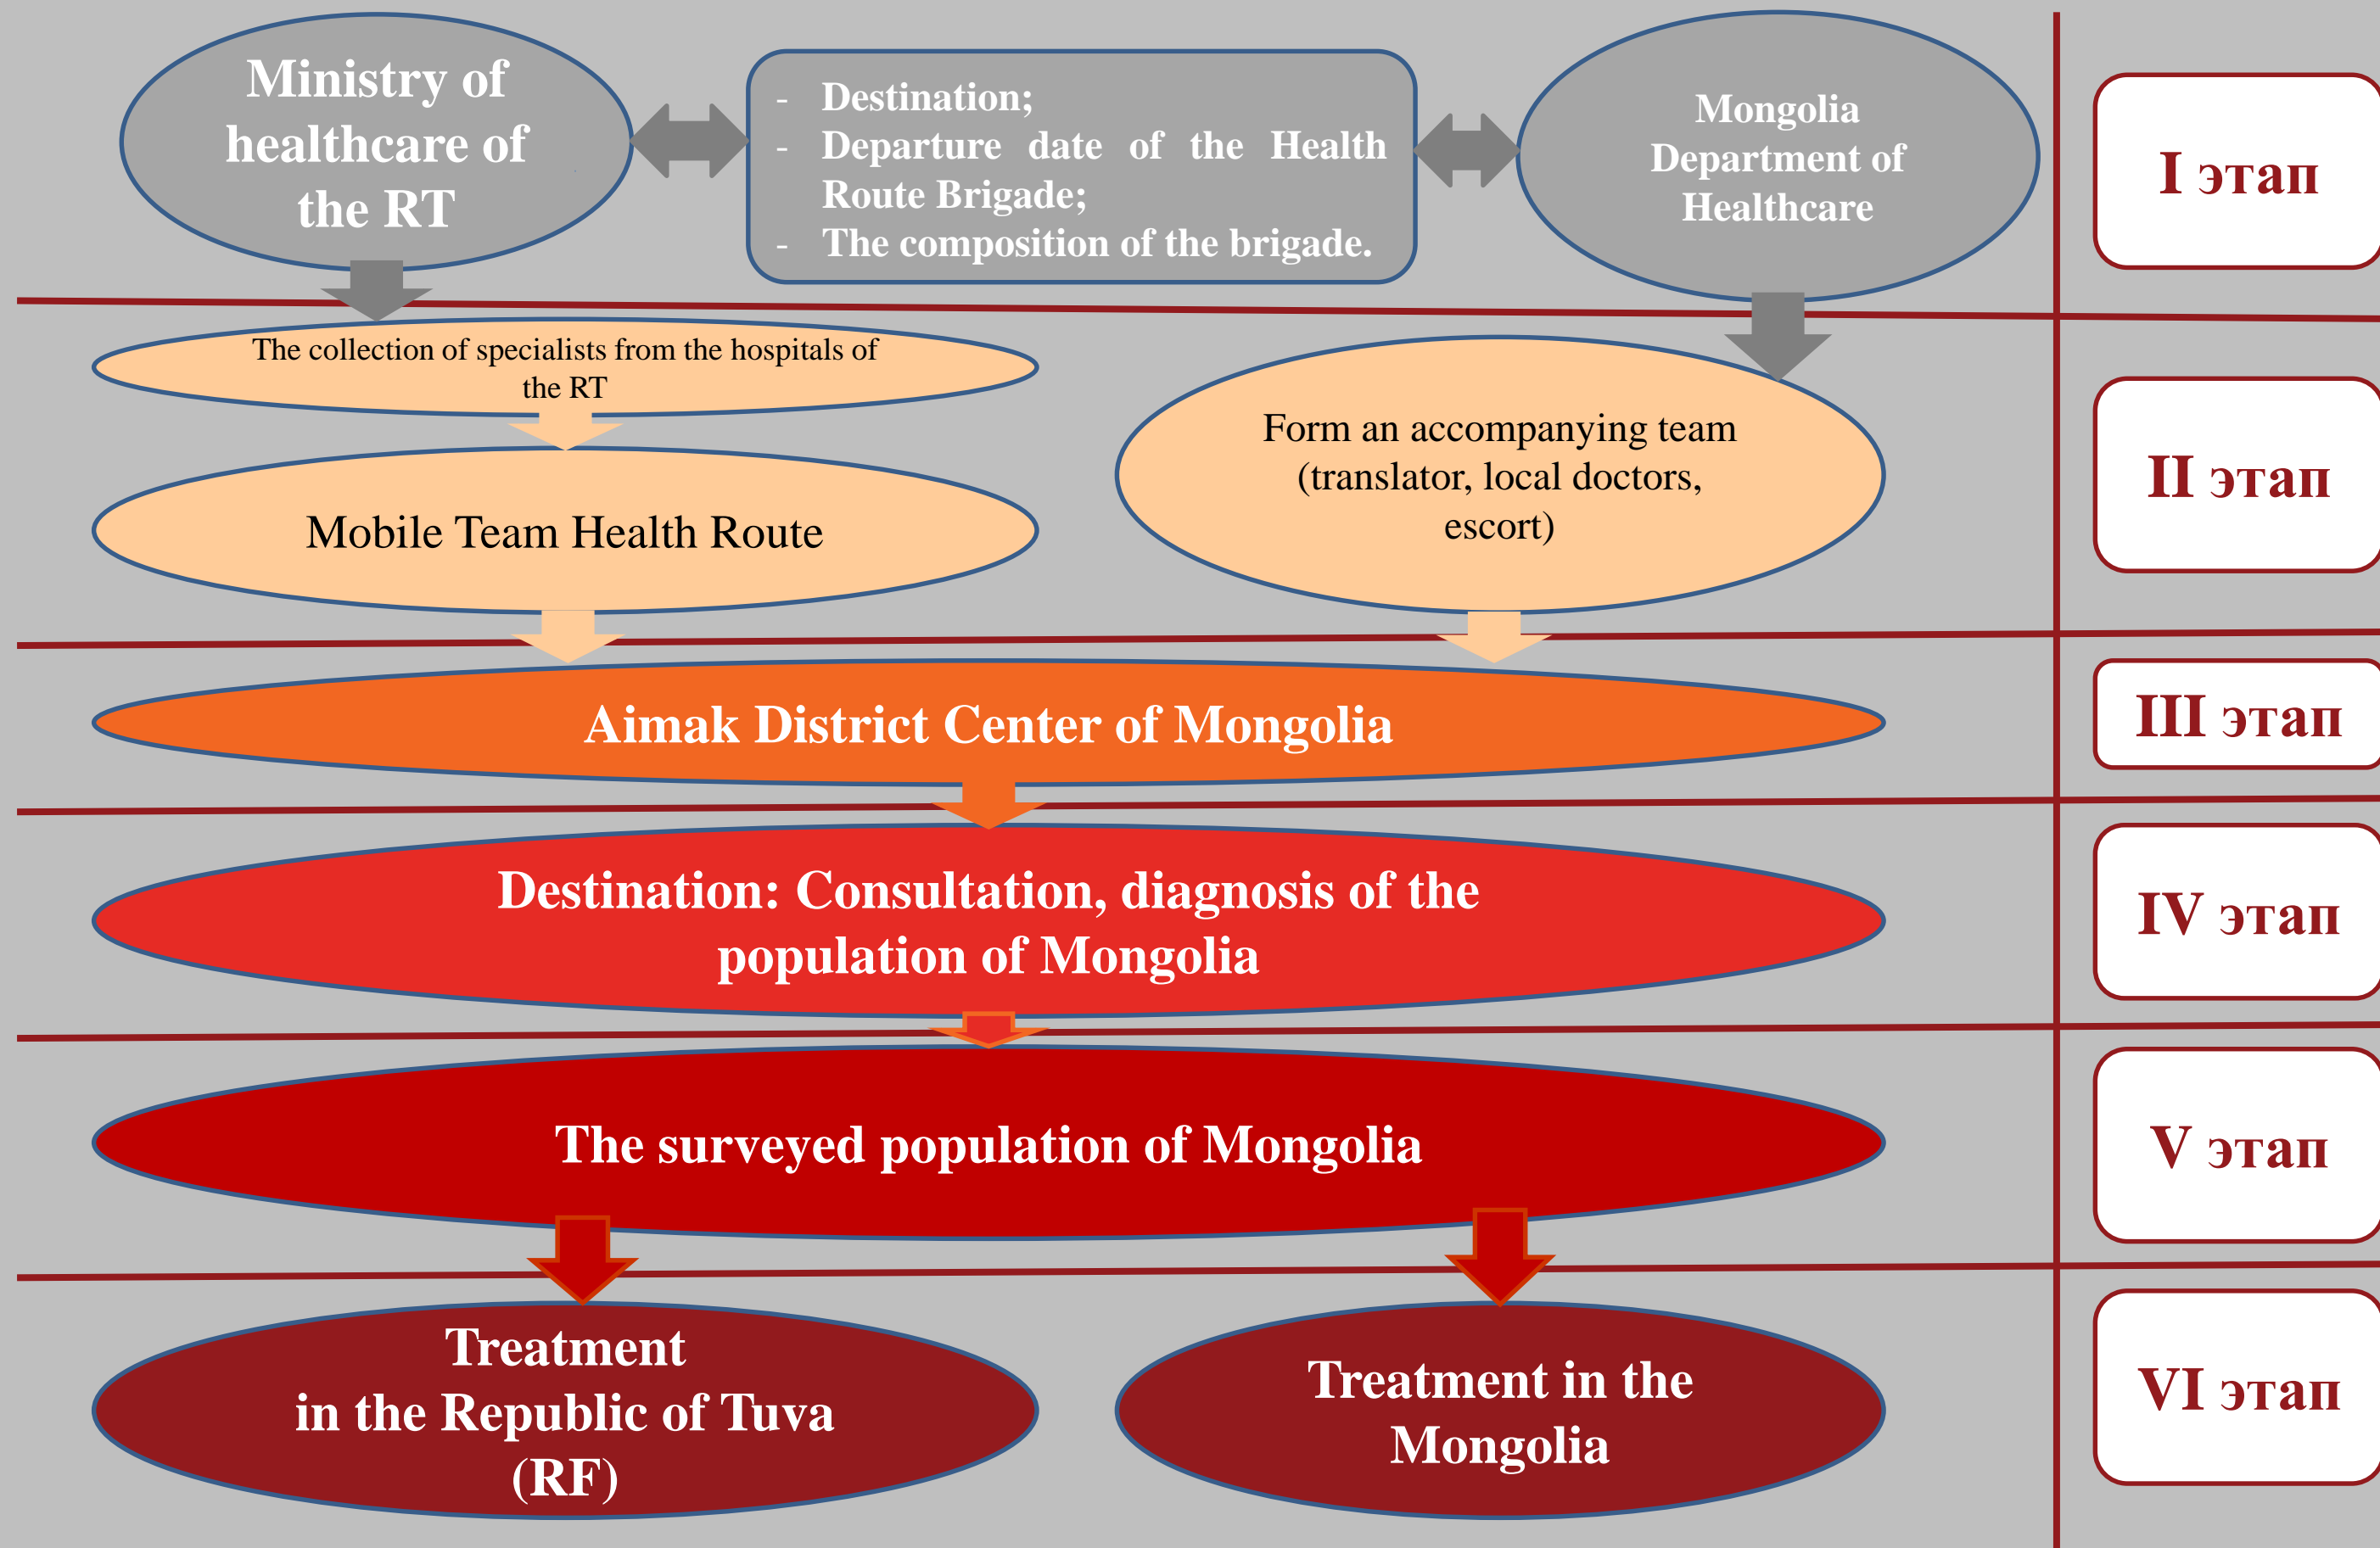 Ministry of
healthcare of
the RT
- Destination;
- Departure date of the Health
Route Brigade;
- The composition of the brigade.
Mongolia
Department of
Healthcare
I этап
The collection of specialists from the hospitals of
the RT
Mobile Team Health Route
Form an accompanying team
(translator, local doctors,
escort)
II этап
Aimak District Center of Mongolia
III этап
Destination: Consultation, diagnosis of the
population of Mongolia
IV этап
The surveyed population of Mongolia
V этап
Treatment
in the Republic of Tuva
(RF)
Treatment in the
Mongolia
VI этап